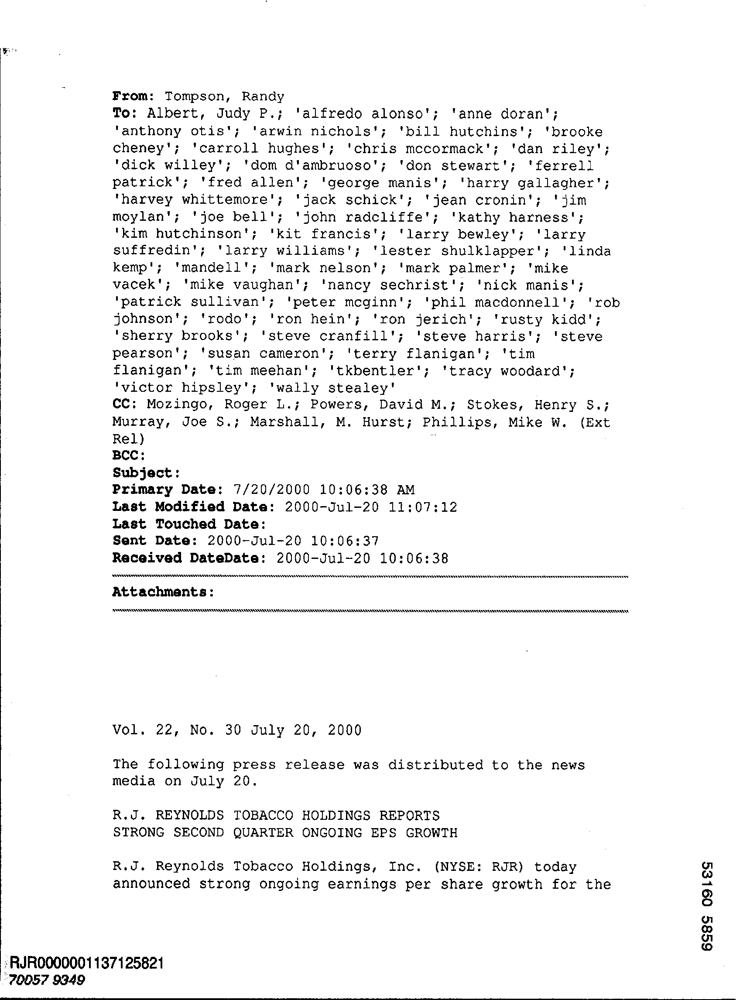 From: Tompson, Randy
To: Albert, Judy P.; 'alfredo alonso'; 'anne doran';
'anthony otis'; 'arwin nichols'; 'bill hutchins'; 'brooke
cheney'; 'carroll hughes'; 'chris mccormack'; 'dan riley';
'dick willey'; 'dom d'ambruoso'; 'don stewart'; 'ferrell
patrick'; 'fred allen'; 'george manis'; 'harry gallagher';
'harvey whittemore'; 'jack schick'; 'jean cronin'; 'jim
moylan'; 'joe bell'; 'john radcliffe'; 'kathy harness';
'kim hutchinson'; 'kit francis'; 'larry bewley'; 'larry
suffredin'; 'larry williams'; 'lester shulklapper'; 'linda
kemp'; 'mandell'; 'mark nelson'; 'mark palmer'; 'mike
vacek'; 'mike vaughan'; 'nancy sechrist'; 'nick manis';
'patrick sullivan'; 'peter mcginn'; 'phil macdonnell'; 'rob
johnson'; 'rodo'; 'ron hein'; 'ron jerich'; 'rusty kidd';
'sherry brooks'; 'steve cranfill'; 'steve harris'; 'steve
pearson'; 'susan cameron'; 'terry flanigan'; 'tim
flanigan'; 'tim meehan'; 'tkbentler'; 'tracy woodard';
'victor hipsley'; 'wally stealey'
CC: Mozingo, Roger L.; Powers, David M.; Stokes, Henry S.;
Murray, Joe S.; Marshall, M. Hurst; Phillips, Mike W. (Ext
Rel)
BCC:
Subject:
Primary Date: 7/20/2000 10:06:38 AM
Last Modified Date: 2000-Jul-20 11:07:12
Last Touched Date:
Sent Date: 2000-Jul-20 10:06:37
Received DateDate: 2000-Jul-20 10:06:38
Attachments:
Vol. 22, No. 30 July 20, 2000
The following press release was distributed to the news
media on July 20.
R.J. REYNOLDS TOBACCO HOLDINGS REPORTS
STRONG SECOND QUARTER ONGOING EPS GROWTH
R.J. Reynolds Tobacco Holdings, Inc. (NYSE: RJR) today
announced strong ongoing earnings per share growth for the
53160 5859
RJR0000001137125821
70057 9349